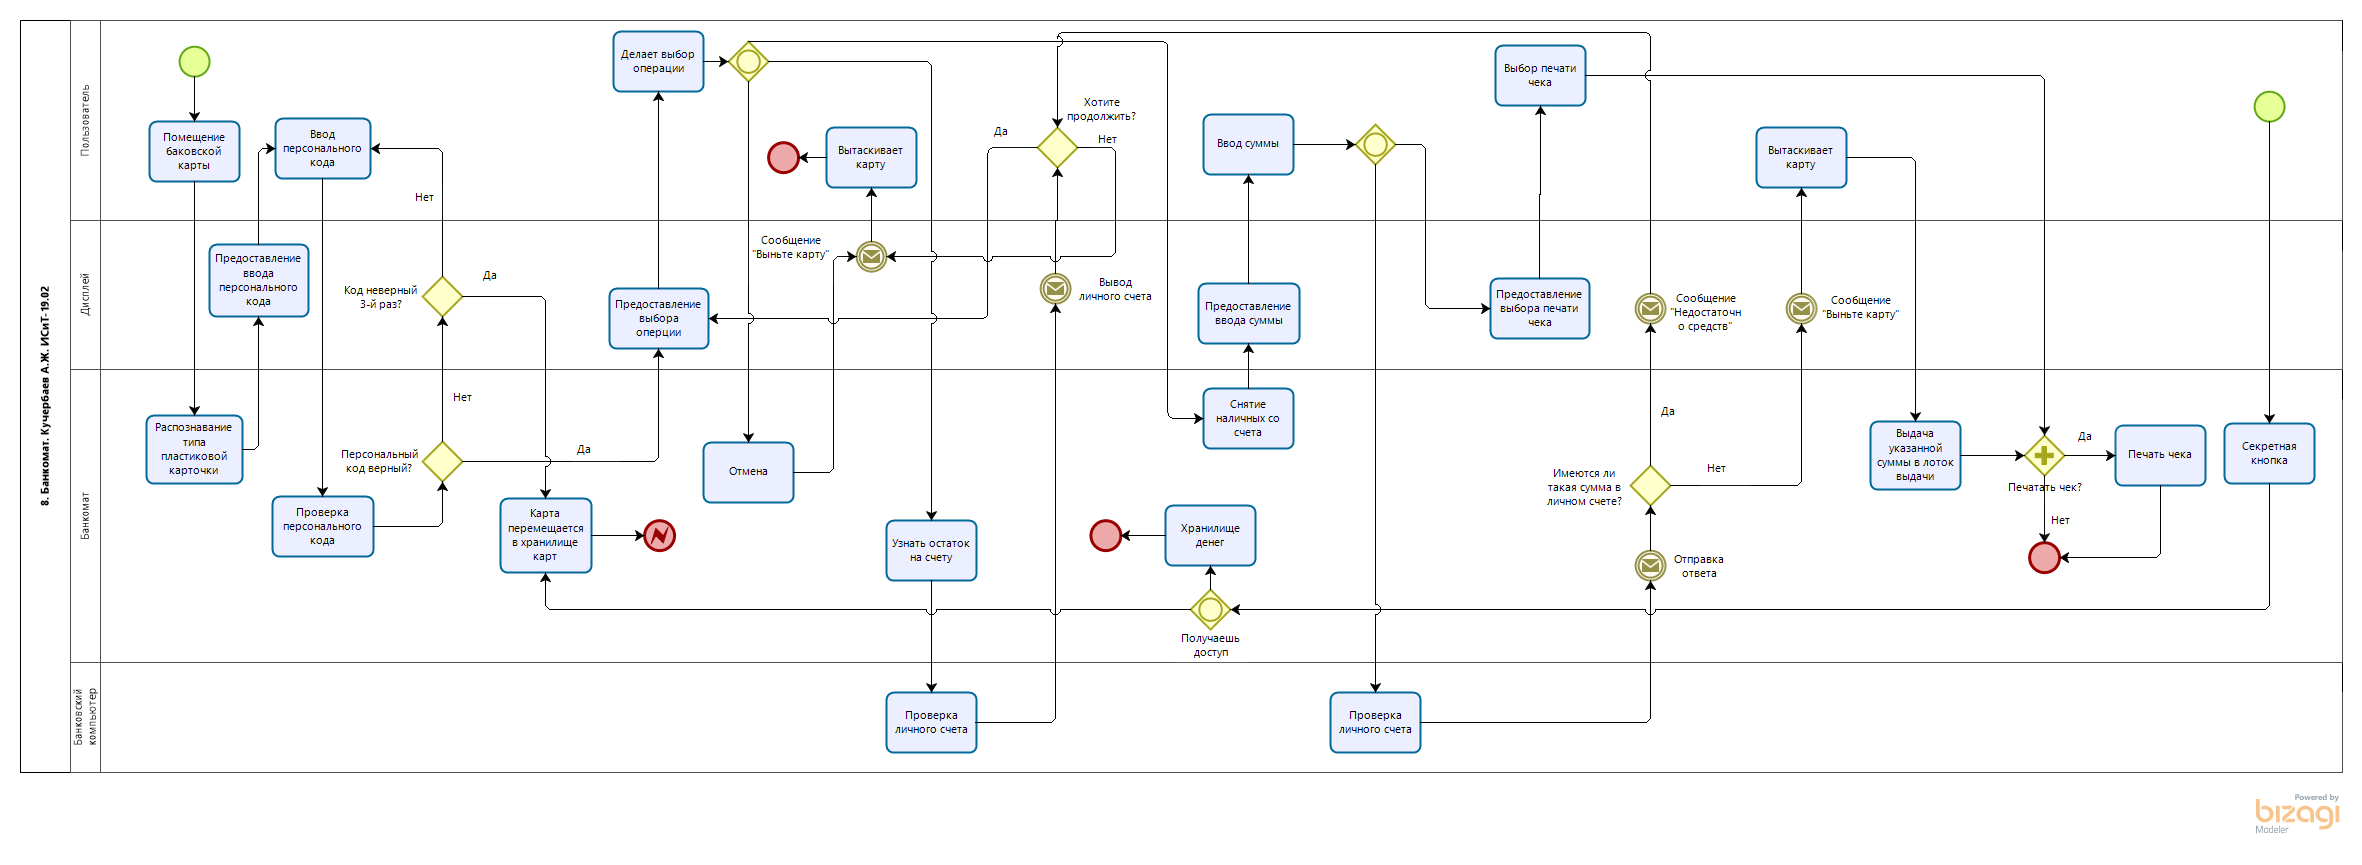 8. Банкомат. Кучербаев А.Ж. ИСиТ-19.02
Пользователь
Помещение
баковской
карты
Ввод
персонального
кода
Нет
Делает выбор
операции
Вытаскивает
карту
Да
Хотите
продолжить?
Нет
Ввод суммы
Выбор печати
чека
Вытаскивает
карту
Дисплей
Предоставление
ввода
персонального
кода
Код неверный
3-й раз?
Да
Предоставление
выбора
оперции
Сообщение
"Выньте карту"
Вывод
личного счета
Предоставление
ввода суммы
Предоставление
выбора печати
чека
Сообщение
"Недостаточн
о средств"
Сообщение
"Выньте карту"
Банкомат
Распознавание
типа
пластиковой
карточки
Проверка
персонального
кода
Персональный
код верный?
Нет
Да
Карта
перемещается
в хранилище
карт
Отмена
Узнать остаток
на счету
Снятие
наличных со
счета
Хранилище
денег
Получаешь
доступ
Имеются ли
такая сумма в
личном счете?
Да
Нет
Отправка
ответа
Выдача
указанной
суммы в лоток
выдачи
Печатать чек?
Да
Нет
Печать чека
Секретная
кнопка
Банковский
компьютер
Проверка
личного счета
Проверка
личного счета
Powered by
bizagi
Modeler